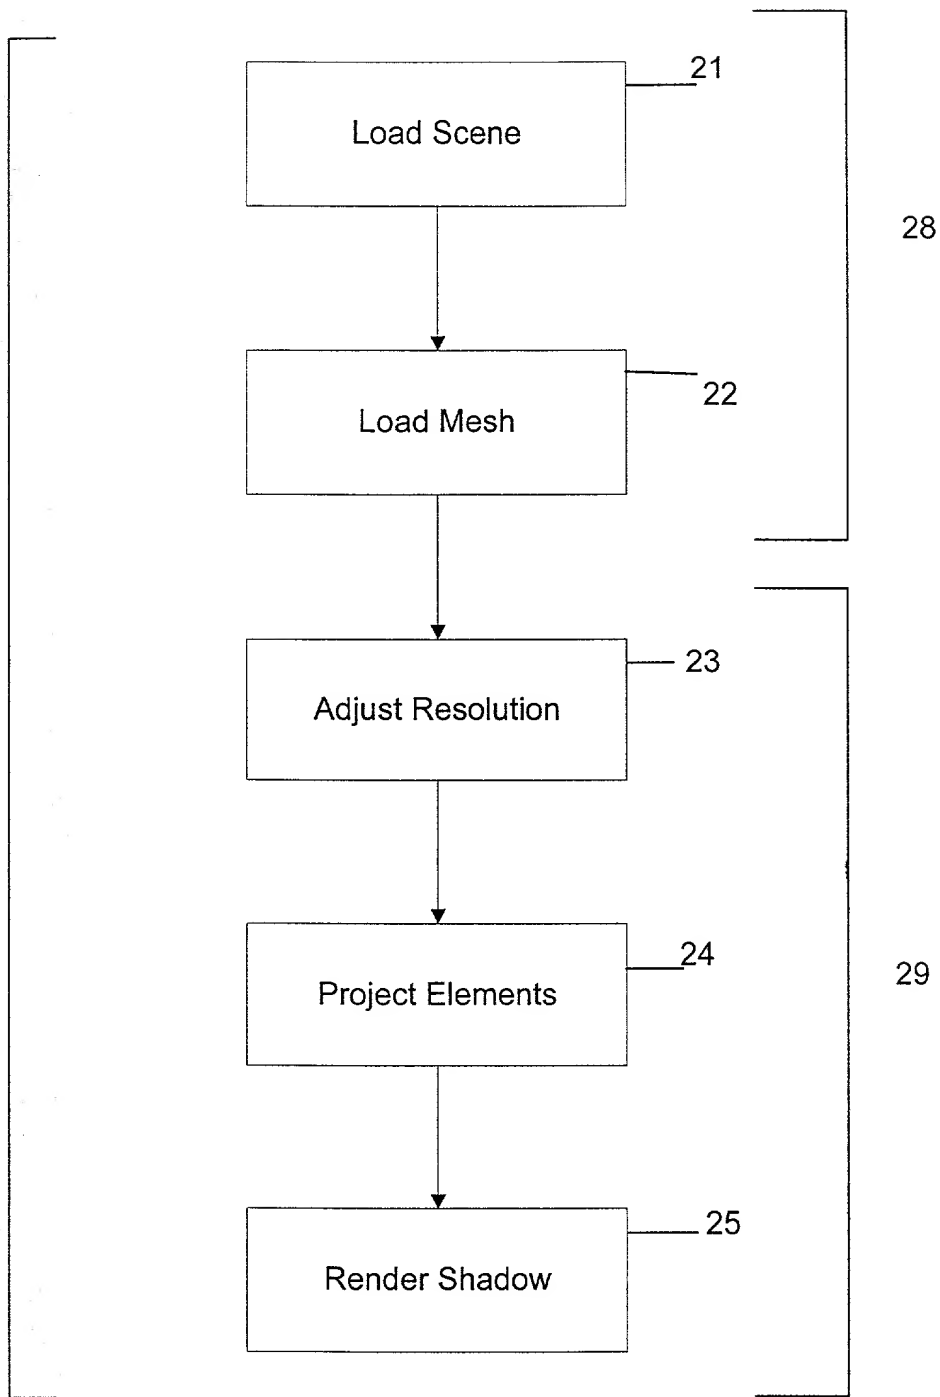 21
Load Scene
28
22
Load Mesh
23
Adjust Resolution
24
Project Elements
29
25
Render Shadow